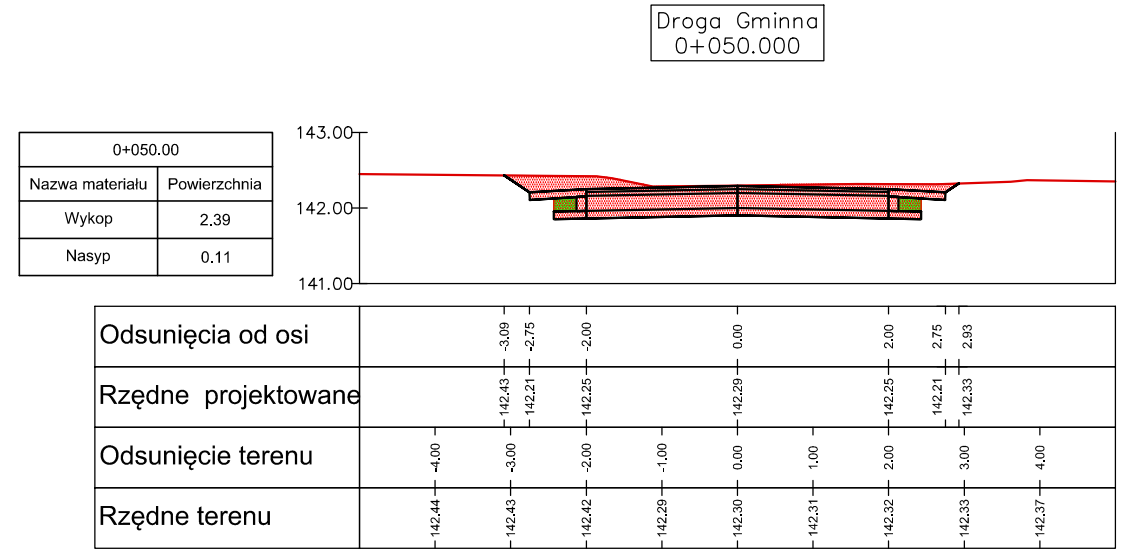 Droga Gminna
0+050.000
0+050.00
Nazwa materiału Powierzchnia
Wykop 2.39
Nasyp 0.11
143.00
142.00
141.00
Odsunięcia od osi -3.09 -2.75 -2.00 0.00 2.00 2.75 2.93
Rzędne projektowane 142.43 142.21 142.25 142.29 142.25 142.21 142.33
Odsunięcie terenu -4.00 -3.00 -2.00 -1.00 0.00 1.00 2.00 3.00 4.00
Rzędne terenu 142.44 142.43 142.42 142.29 142.30 142.31 142.32 142.33 142.37